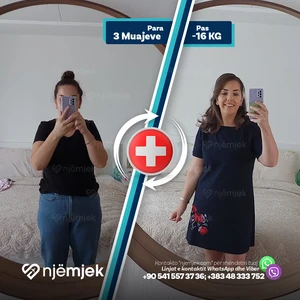 Para
3 Muajeve
Pas
-16 KG
njëmjek
Kontakto "njemjekcom" per shendetin tuaj
Linjat e kontaktit WhatsApp dhe Viber
+90 541 557 37 36; +383 48 333 752